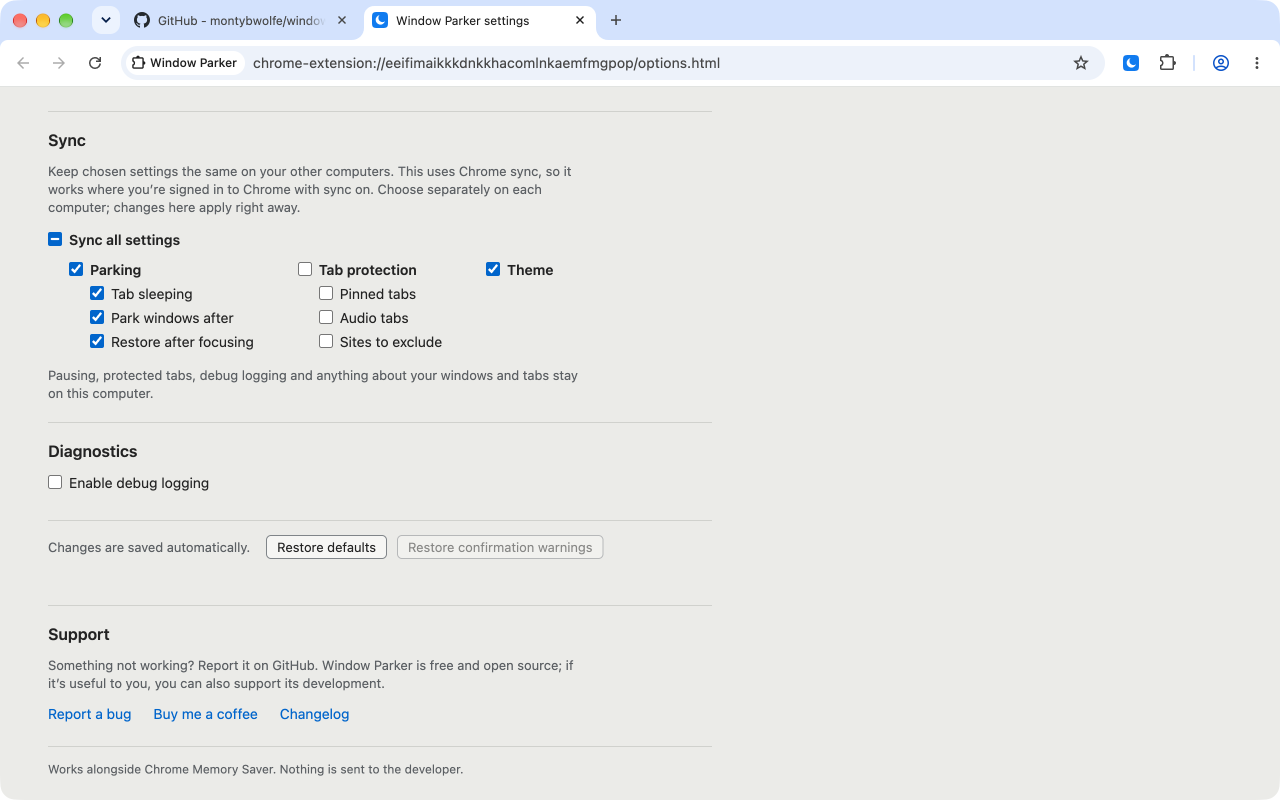 GitHub - montybwolfe/window
Window Parker settings
Window Parker
chrome-extension://eeifimaikkkdnkkhacomlnkaemfmgpop/options.html
Sync
Keep chosen settings the same on your other computers. This uses Chrome sync, so it
works where you’re signed in to Chrome with sync on. Choose separately on each
computer; changes here apply right away.
Sync all settings
Parking
Tab protection
Theme
Tab sleeping
Pinned tabs
Park windows after
Audio tabs
Restore after focusing
Sites to exclude
Pausing, protected tabs, debug logging and anything about your windows and tabs stay
on this computer.
Diagnostics
Enable debug logging
Changes are saved automatically.
Restore defaults
Restore confirmation warnings
Support
Something not working? Report it on GitHub. Window Parker is free and open source; if
it’s useful to you, you can also support its development.
Report a bug
Buy me a coffee
Changelog
Works alongside Chrome Memory Saver. Nothing is sent to the developer.